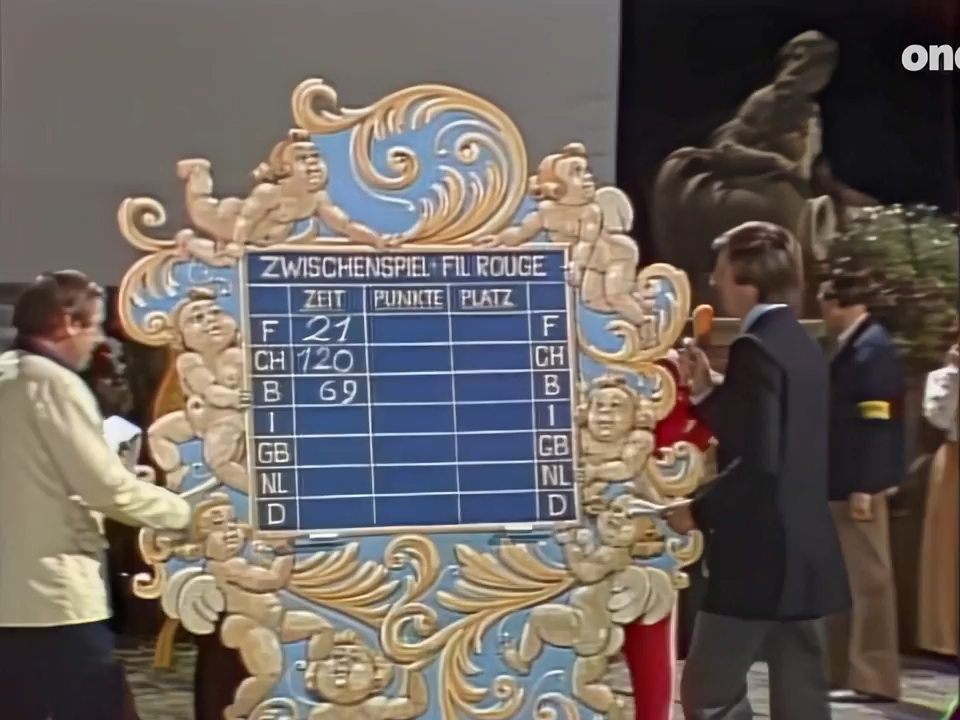 one
ZWISCHENSPIEL · FIL ROUGE
ZEIT PUNKTE PLATZ
F 21 F
CH 120 CH
B 69 B
I I
GB GB
NL NL
D D